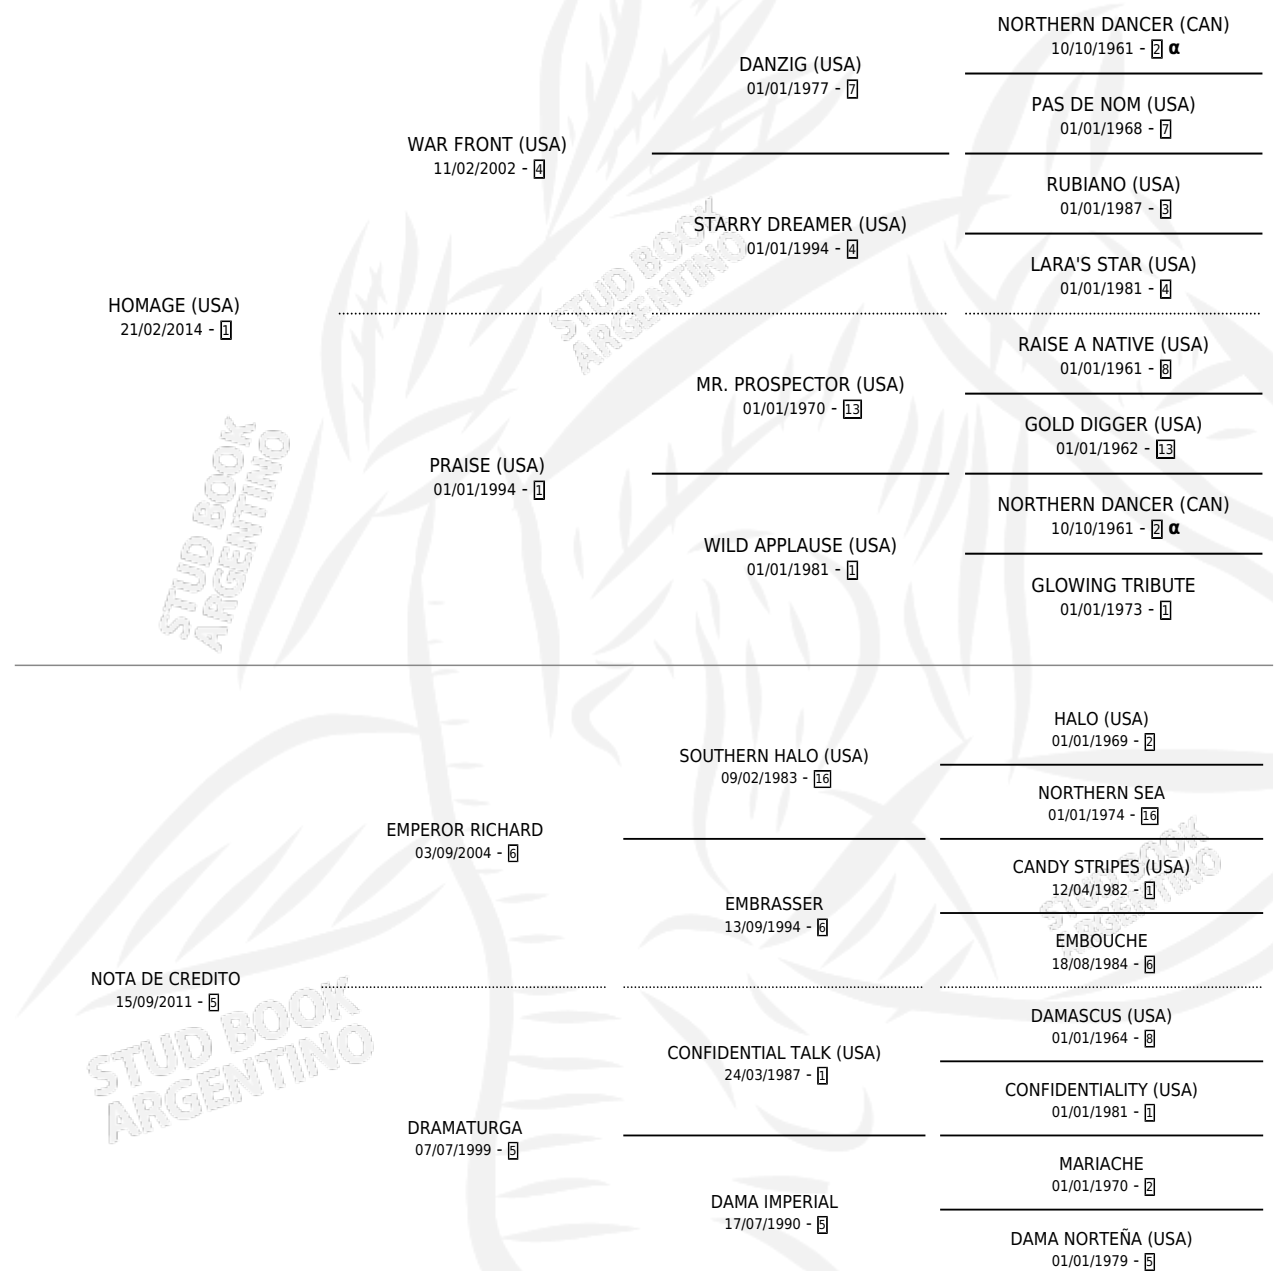 NORTHERN DANCER (CAN)
10/10/1961 - 2 α
DANZIG (USA)
01/01/1977 - 7
PAS DE NOM (USA)
01/01/1968 - 7
WAR FRONT (USA)
11/02/2002 - 4
RUBIANO (USA)
01/01/1987 - 3
STARRY DREAMER (USA)
01/01/1994 - 4
LARA'S STAR (USA)
01/01/1981 - 4
HOMAGE (USA)
21/02/2014 - 1
RAISE A NATIVE (USA)
01/01/1961 - 8
MR. PROSPECTOR (USA)
01/01/1970 - 13
GOLD DIGGER (USA)
01/01/1962 - 13
PRAISE (USA)
01/01/1994 - 1
NORTHERN DANCER (CAN)
10/10/1961 - 2 α
WILD APPLAUSE (USA)
01/01/1981 - 1
GLOWING TRIBUTE
01/01/1973 - 1
HALO (USA)
01/01/1969 - 2
SOUTHERN HALO (USA)
09/02/1983 - 16
NORTHERN SEA
01/01/1974 - 16
EMPEROR RICHARD
03/09/2004 - 6
CANDY STRIPES (USA)
12/04/1982 - 1
EMBRASSER
13/09/1994 - 6
EMBOUCHE
18/08/1984 - 6
NOTA DE CREDITO
15/09/2011 - 5
DAMASCUS (USA)
01/01/1964 - 8
CONFIDENTIAL TALK (USA)
24/03/1987 - 1
CONFIDENTIALITY (USA)
01/01/1981 - 1
DRAMATURGA
07/07/1999 - 5
MARIACHE
01/01/1970 - 2
DAMA IMPERIAL
17/07/1990 - 5
DAMA NORTEÑA (USA)
01/01/1979 - 5
STUD BOOK
ARGENTINO
STUD BOOK
ARGENTINO
STUD BOOK
ARGENTINO
STUD BOOK
ARGENTINO